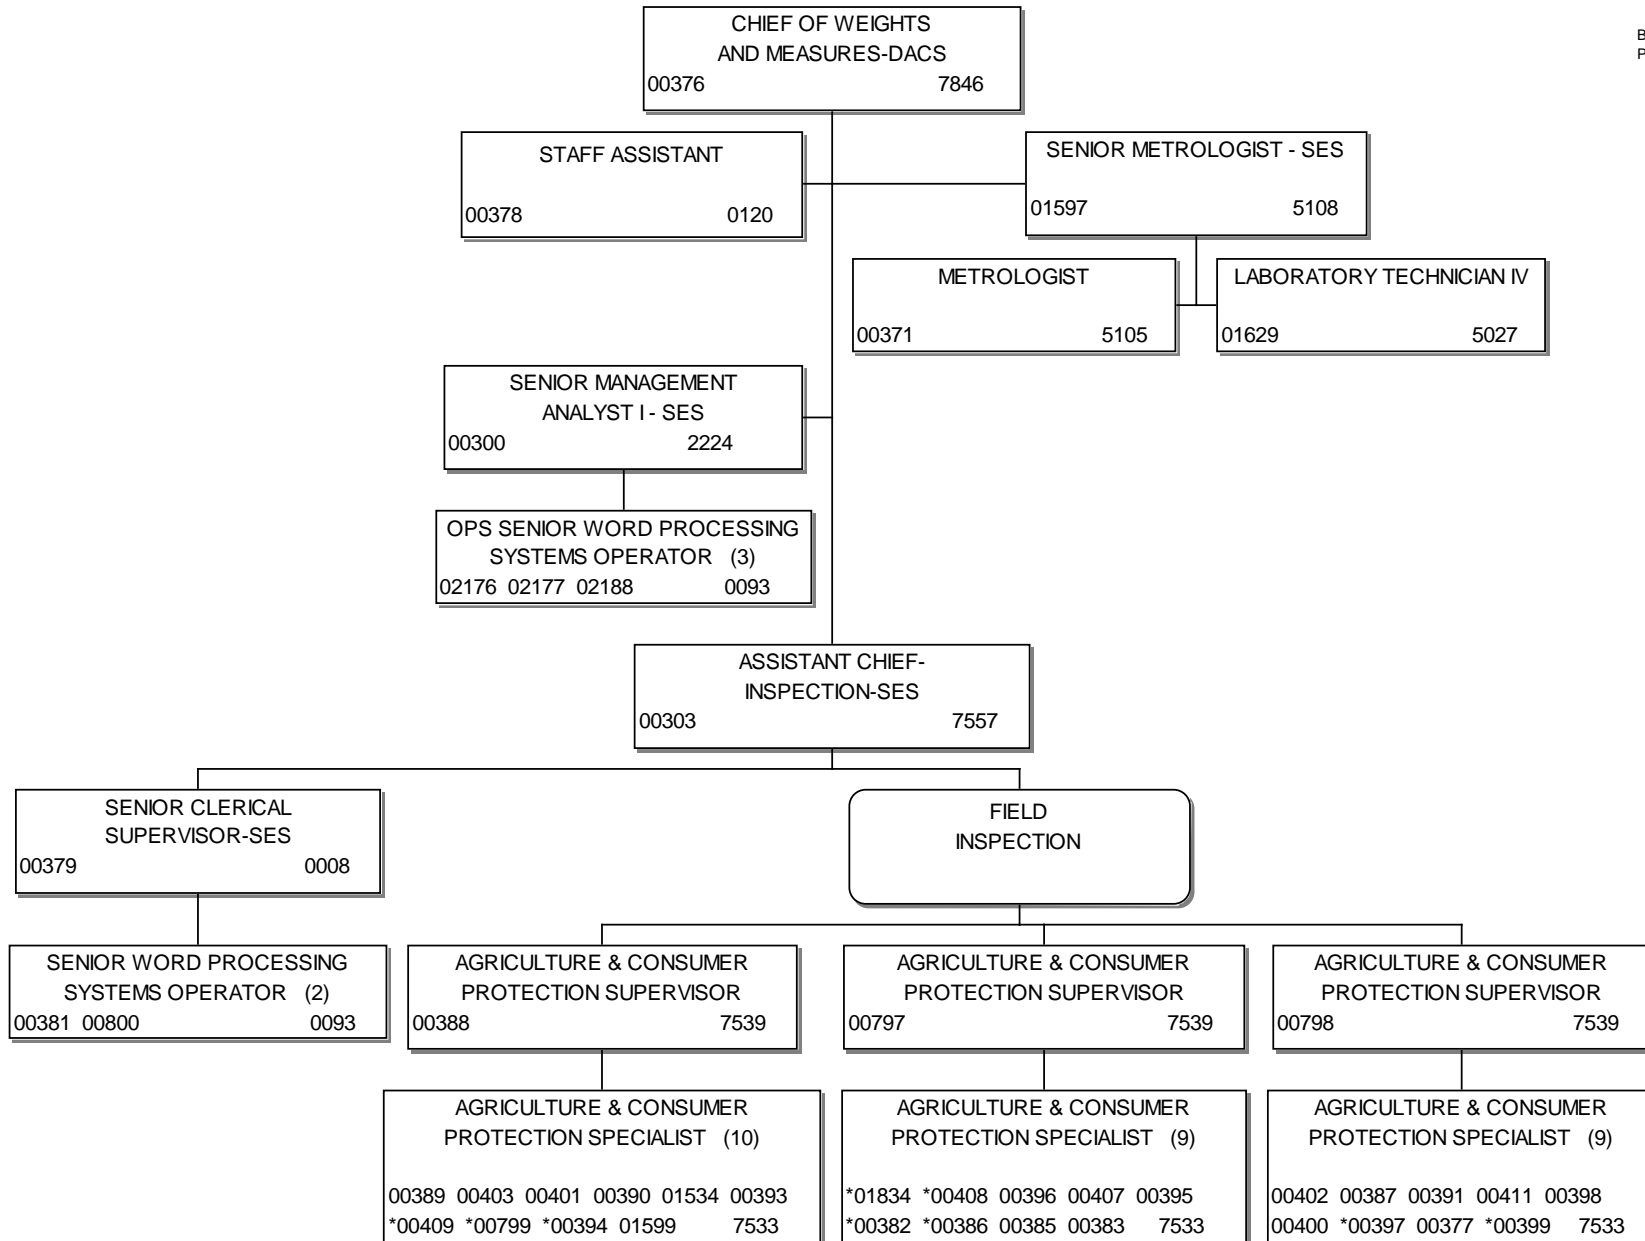 CHIEF OF WEIGHTS
AND MEASURES-DACS
00376 7846
B
P
STAFF ASSISTANT
00378 0120
SENIOR METROLOGIST - SES
01597 5108
METROLOGIST
00371 5105
LABORATORY TECHNICIAN IV
01629 5027
SENIOR MANAGEMENT
ANALYST I - SES
00300 2224
OPS SENIOR WORD PROCESSING
SYSTEMS OPERATOR (3)
02176 02177 02188 0093
ASSISTANT CHIEF-
INSPECTION-SES
00303 7557
SENIOR CLERICAL
SUPERVISOR-SES
00379 0008
FIELD
INSPECTION
SENIOR WORD PROCESSING
SYSTEMS OPERATOR (2)
00381 00800 0093
AGRICULTURE & CONSUMER
PROTECTION SUPERVISOR
00388 7539
AGRICULTURE & CONSUMER
PROTECTION SUPERVISOR
00797 7539
AGRICULTURE & CONSUMER
PROTECTION SUPERVISOR
00798 7539
AGRICULTURE & CONSUMER
PROTECTION SPECIALIST (10)
00389 00403 00401 00390 01534 00393
*00409 *00799 *00394 01599 7533
AGRICULTURE & CONSUMER
PROTECTION SPECIALIST (9)
*01834 *00408 00396 00407 00395
*00382 *00386 00385 00383 7533
AGRICULTURE & CONSUMER
PROTECTION SPECIALIST (9)
00402 00387 00391 00411 00398
00400 *00397 00377 *00399 7533